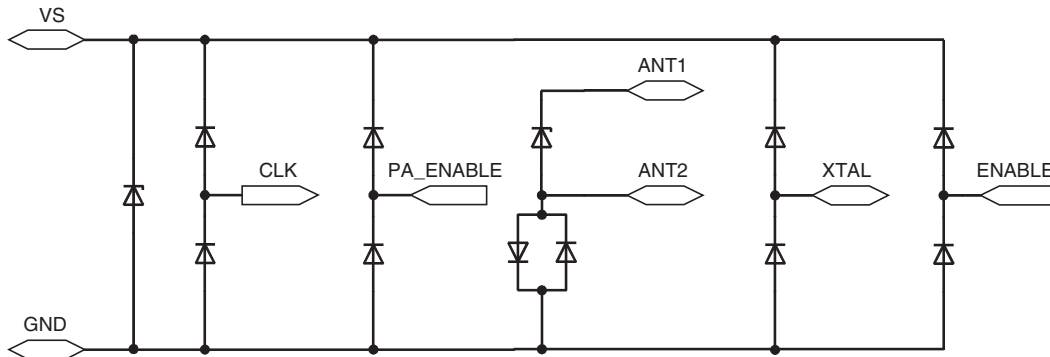 VS
ANT1
CLK
PA_ENABLE
ANT2
XTAL
ENABLE
GND